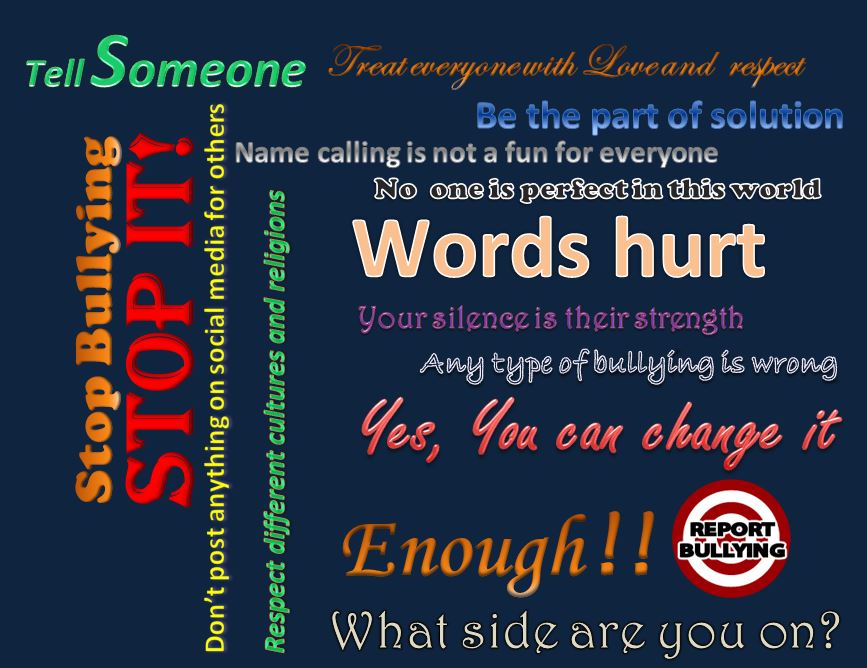 Tell Someone
Treat everyone with Love and respect
Be the part of solution
Name calling is not a fun for everyone
No one is perfect in this world
Words hurt
Your silence is their strength
Any type of bullying is wrong
Yes, You can change it
Stop Bullying
STOP IT!
Don't post anything on social media for others
Respect different cultures and religions
Enough!!
REPORT
BULLYING
What side are you on?